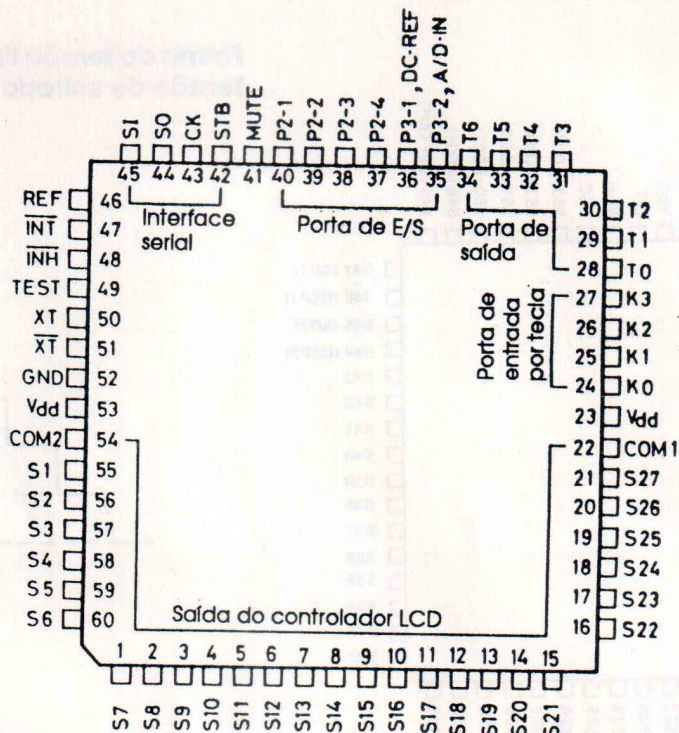 SI
SO
CK
STB
MUTE
P2-1
P2-2
P2-3
P2-4
P3-1, DC-REF
P3-2, A/D-IN
T6
T5
T4
T3
45 44 43 42 41 40 39 38 37 36 35 34 33 32 31
Interface
serial
Porta de E/S
Porta de
saída
REF 46
INT 47
INH 48
TEST 49
XT 50
XT 51
GND 52
Vdd 53
COM2 54
S1 55
S2 56
S3 57
S4 58
S5 59
S6 60
30 T2
29 T1
28 T0
27 K3
26 K2
25 K1
24 K0
23 Vdd
22 COM1
21 S27
20 S26
19 S25
18 S24
17 S23
16 S22
Porta de
entrada
por tecla
Saída do controlador LCD
1 2 3 4 5 6 7 8 9 10 11 12 13 14 15
S7
S8
S9
S10
S11
S12
S13
S14
S15
S16
S17
S18
S19
S20
S21